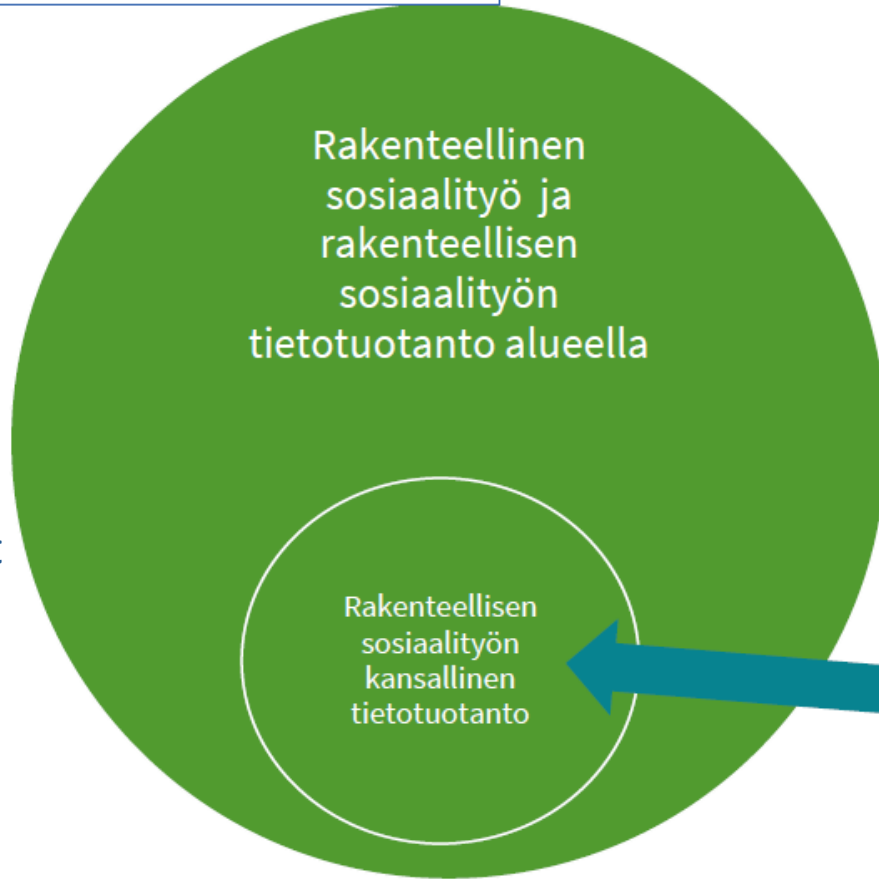 Rakenteellinen
sosiaalityö ja
rakenteellisen
sosiaalityön
tietotuotanto alueella
Rakenteellisen
sosiaalityön
kansallinen
tietotuotanto